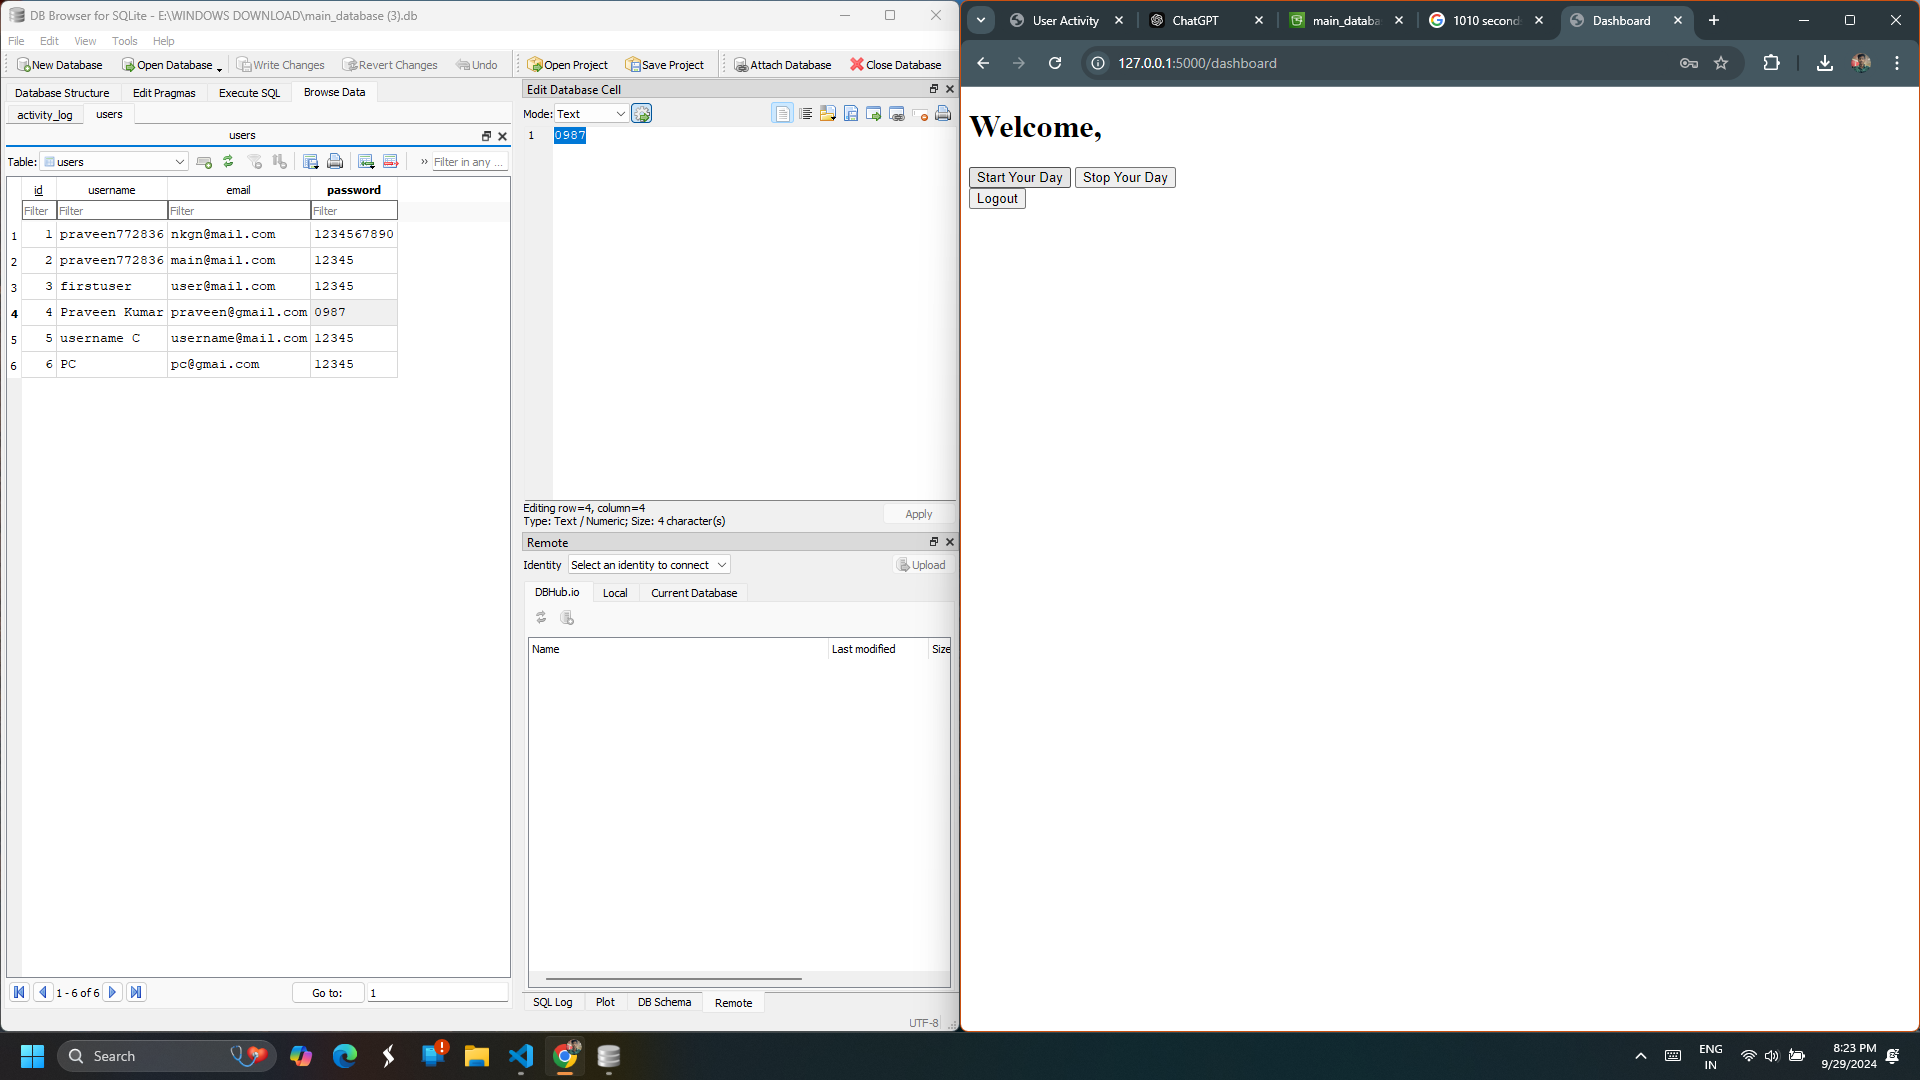 DB Browser for SQLite - E:\WINDOWS DOWNLOAD\main_database (3).db
File Edit View Tools Help
New Database Open Database Write Changes Revert Changes Undo Open Project Save Project Attach Database Close Database
Database Structure Edit Pragmas Execute SQL Browse Data
activity_log users
users
Table: users Filter in any ...
id username email password
Filter Filter Filter Filter
1 1 praveen772836 nkgn@mail.com 1234567890
2 2 praveen772836 main@mail.com 12345
3 3 firstuser user@mail.com 12345
4 4 Praveen Kumar praveen@gmail.com 0987
5 5 username C username@mail.com 12345
6 6 PC pc@gmai.com 12345
1 - 6 of 6 Go to: 1
Edit Database Cell
Mode: Text
1 0987
Editing row=4, column=4
Type: Text / Numeric; Size: 4 character(s)
Apply
Remote
Identity Select an identity to connect Upload
DBHub.io Local Current Database
Name Last modified Size
SQL Log Plot DB Schema Remote
UTF-8
User Activity ChatGPT main_databa 1010 second Dashboard
127.0.0.1:5000/dashboard
Welcome,
Start Your Day Stop Your Day
Logout
Search
ENG
IN
8:23 PM
9/29/2024